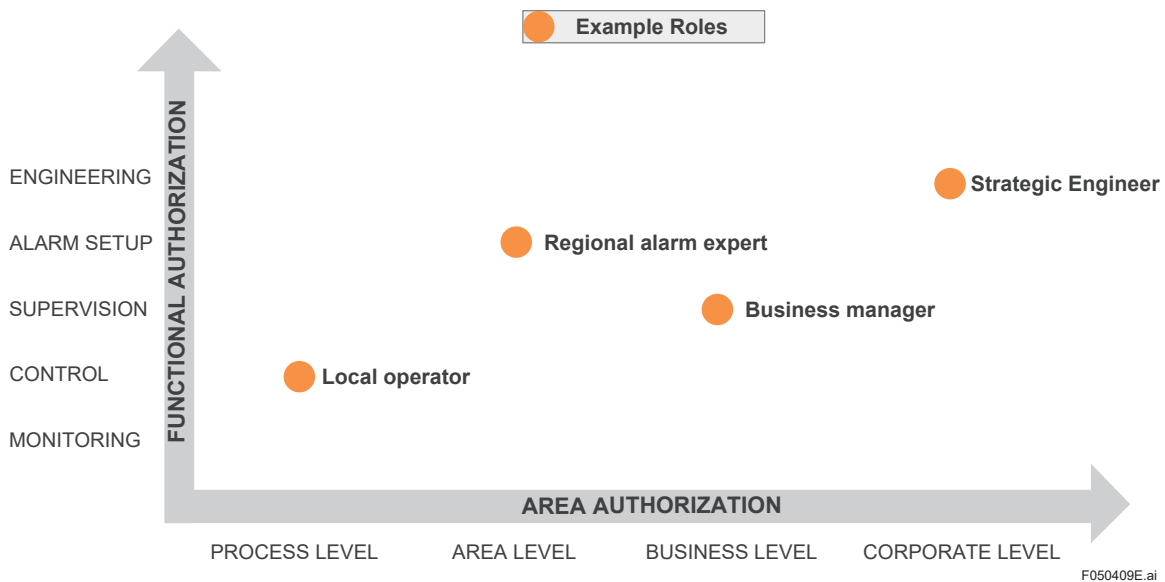 Example Roles
FUNCTIONAL AUTHORIZATION
ENGINEERING
Strategic Engineer
ALARM SETUP
Regional alarm expert
SUPERVISION
Business manager
CONTROL
Local operator
MONITORING
AREA AUTHORIZATION
PROCESS LEVEL
AREA LEVEL
BUSINESS LEVEL
CORPORATE LEVEL
F050409E.ai